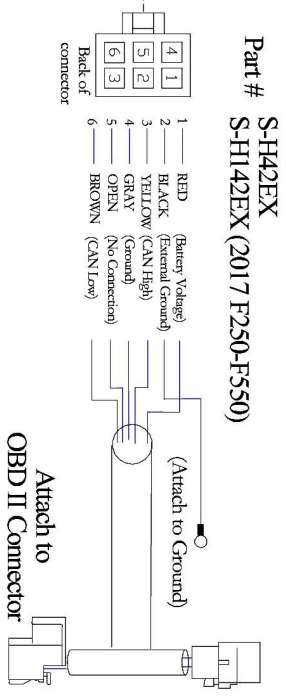 Part # S-H42EX
S-H142EX (2017 F250-F550)
4 1
5 2
6 3
Back of
connector
1 RED (Battery Voltage)
2 BLACK (External Ground)
3 YELLOW (CAN High)
4 GRAY (Ground)
5 OPEN (No Connection)
6 BROWN (CAN Low)
(Attach to Ground)
Attach to
OBD II Connector